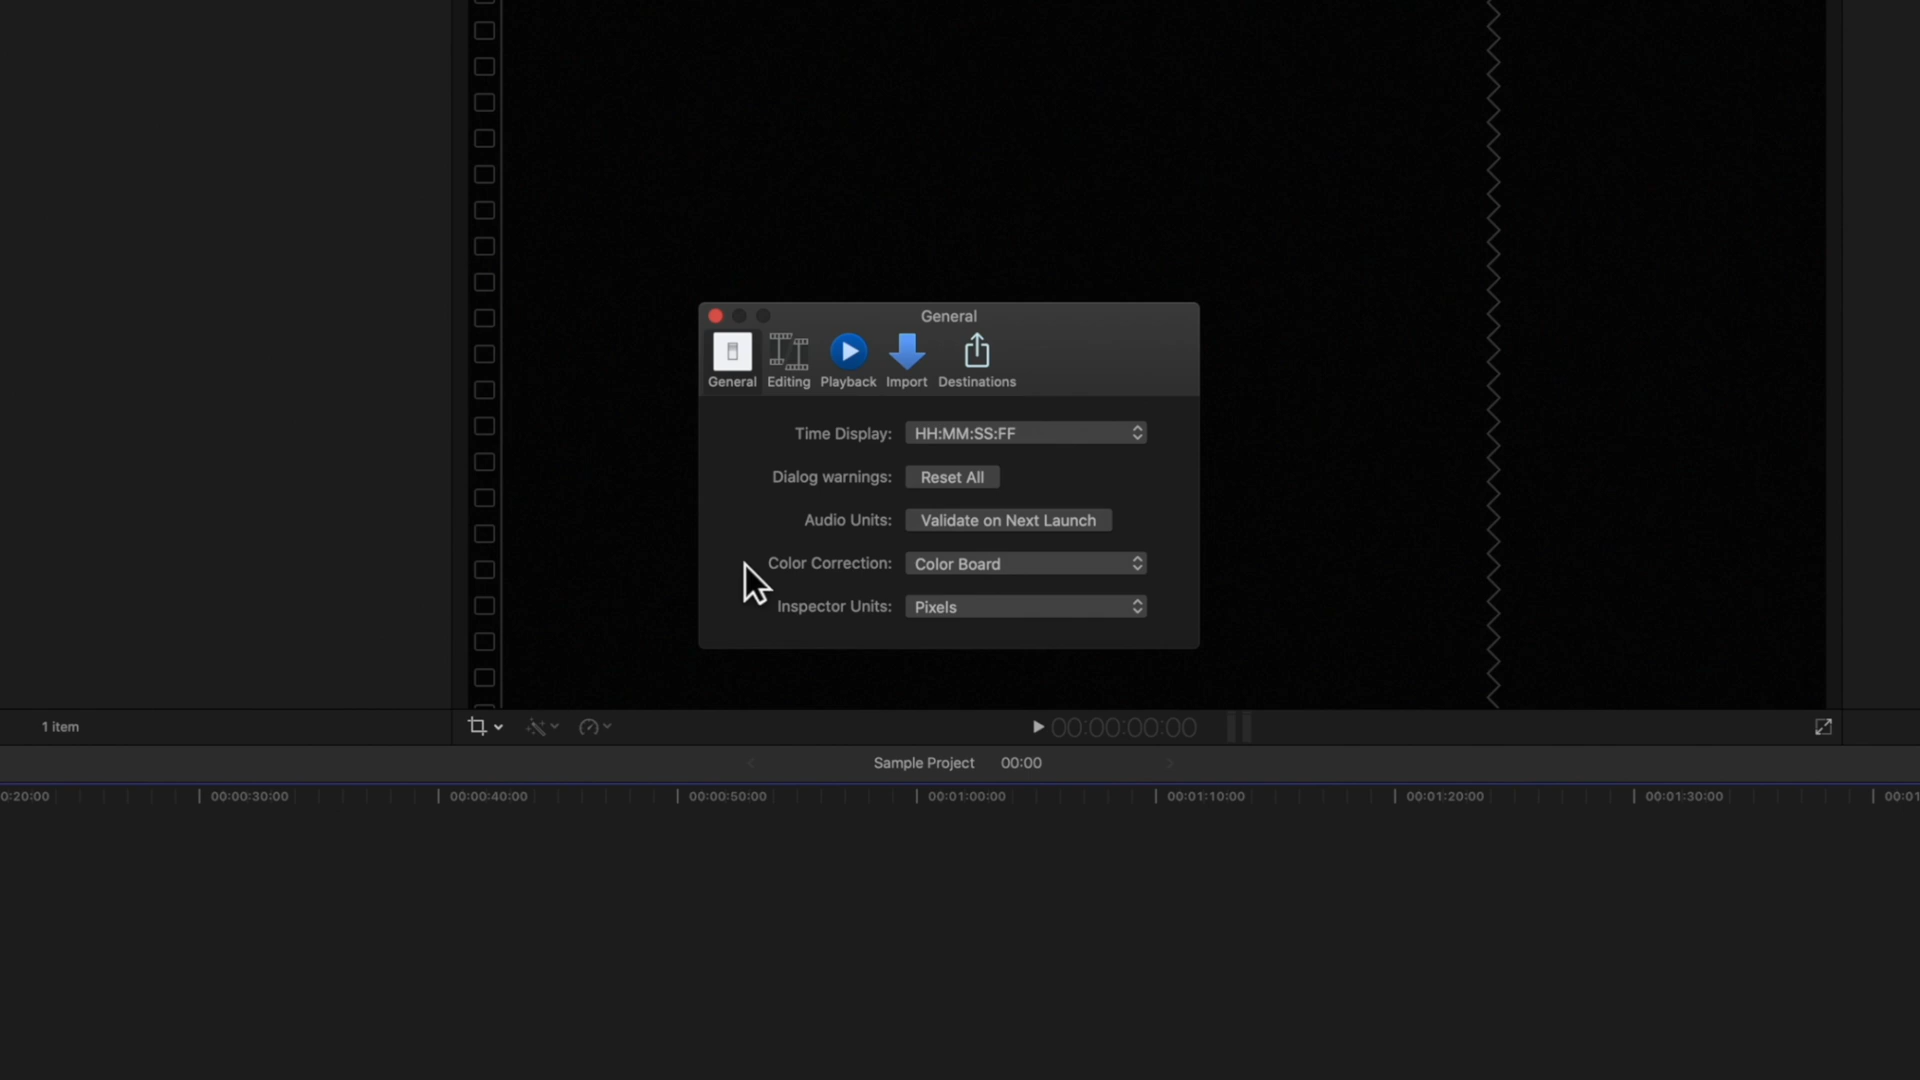 General
General Editing Playback Import Destinations
Time Display: HH:MM:SS:FF
Dialog warnings: Reset All
Audio Units: Validate on Next Launch
Color Correction: Color Board
Inspector Units: Pixels
1 item
00:00:00:00
Sample Project 00:00
0:20:00 00:00:30:00 00:00:40:00 00:00:50:00 00:01:00:00 00:01:10:00 00:01:20:00 00:01:30:00 00:01